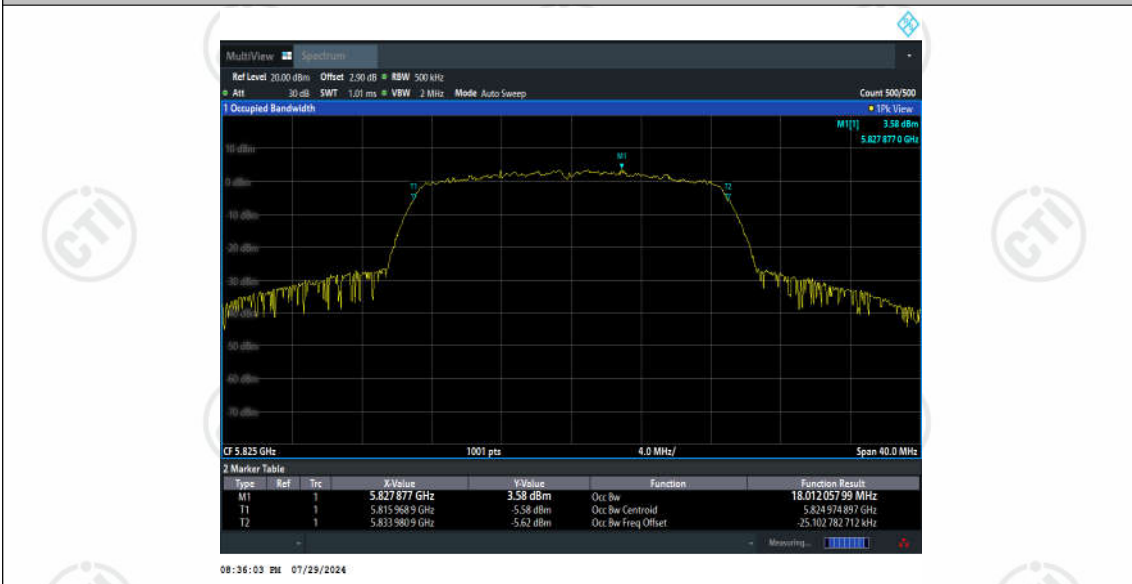 MultiView Spectrum
Ref Level 20.00 dBm Offset 2.90 dB RBW 500 kHz
Att 30 dB SWT 1.01 ms VBW 2 MHz Mode Auto Sweep Count 500/500
1 Occupied Bandwidth 1Pk View
M1[1] 3.58 dBm
5.827 877 0 GHz
10 dBm
M1
0 dBm
T1
T2
-10 dBm
-20 dBm
-30 dBm
-40 dBm
-50 dBm
-60 dBm
-70 dBm
CF 5.825 GHz 1001 pts 4.0 MHz/ Span 40.0 MHz
2 Marker Table
Type Ref Trc X-Value Y-Value Function Function Result
M1 1 5.827 877 GHz 3.58 dBm Occ Bw 18.012 057 99 MHz
T1 1 5.815 968 9 GHz -5.58 dBm Occ Bw Centroid 5.824 974 897 GHz
T2 1 5.833 980 9 GHz -5.62 dBm Occ Bw Freq Offset -25.102 782 712 kHz
Measuring...
08:36:03 PM 07/29/2024
CTI
CTI